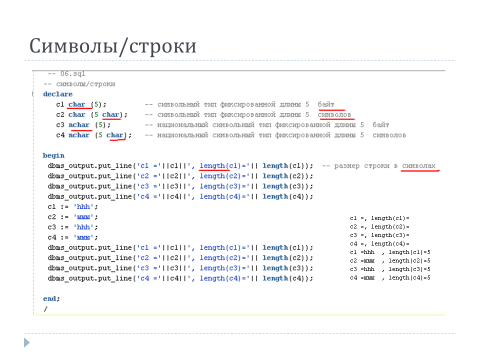 Символы/строки
-- 06.sql
-- символы/строки
declare
c1 char (5); -- символьный тип фиксированной длины 5 байт
c2 char (5 char); -- символьный тип фиксированной длины 5 символов
c3 nchar (5); -- национальный символьный тип фиксированной длины 5 байт
c4 nchar (5 char); -- национальный символьный тип фиксированной длины 5 символов
begin
dbms_output.put_line('c1 ='||c1||', length(c1)='|| length(c1)); -- размер строки в символах
dbms_output.put_line('c2 ='||c2||', length(c2)='|| length(c2));
dbms_output.put_line('c3 ='||c3||', length(c3)='|| length(c3));
dbms_output.put_line('c4 ='||c4||', length(c4)='|| length(c4));
c1 := 'hhh';
c2 := 'жжж';
c3 := 'hhh';
c4 := 'жжж';
dbms_output.put_line('c1 ='||c1||', length(c1)='|| length(c1));
dbms_output.put_line('c2 ='||c2||', length(c2)='|| length(c2));
dbms_output.put_line('c3 ='||c3||', length(c3)='|| length(c3));
dbms_output.put_line('c4 ='||c4||', length(c4)='|| length(c4));
end;
/
c1 =, length(c1)=
c2 =, length(c2)=
c3 =, length(c3)=
c4 =, length(c4)=
c1 =hhh , length(c1)=5
c2 =жжж , length(c2)=5
c3 =hhh , length(c3)=5
c4 =жжж , length(c4)=5